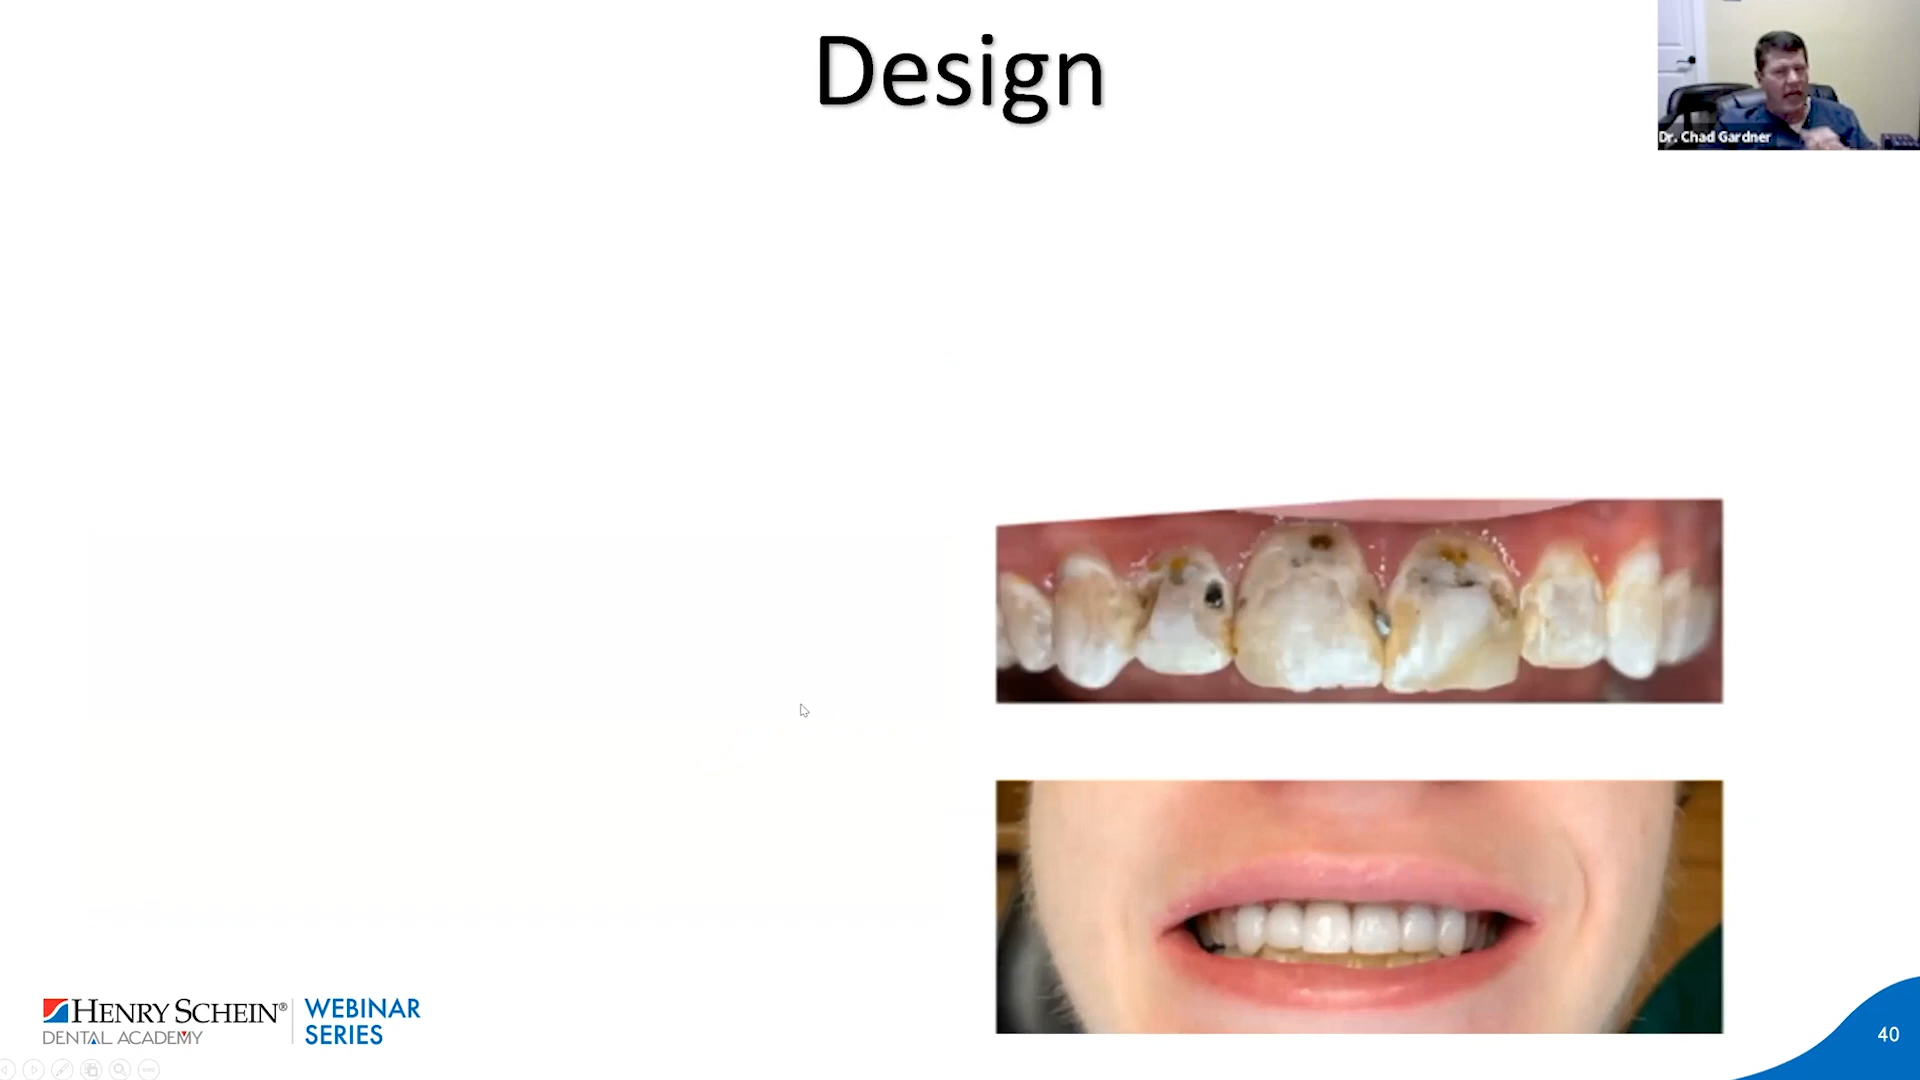 Design
Dr. Chad Gardner
HENRY SCHEIN®
DENTAL ACADEMY
WEBINAR
SERIES
40